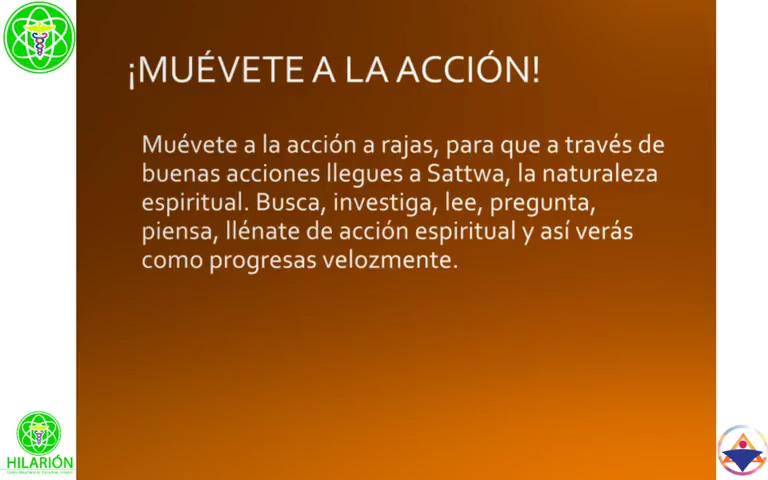 ¡MUÉVETE A LA ACCIÓN!
Muévete a la acción a rajas, para que a través de
buenas acciones llegues a Sattwa, la naturaleza
espiritual. Busca, investiga, lee, pregunta,
piensa, llénate de acción espiritual y así verás
como progresas velozmente.
HILARIÓN